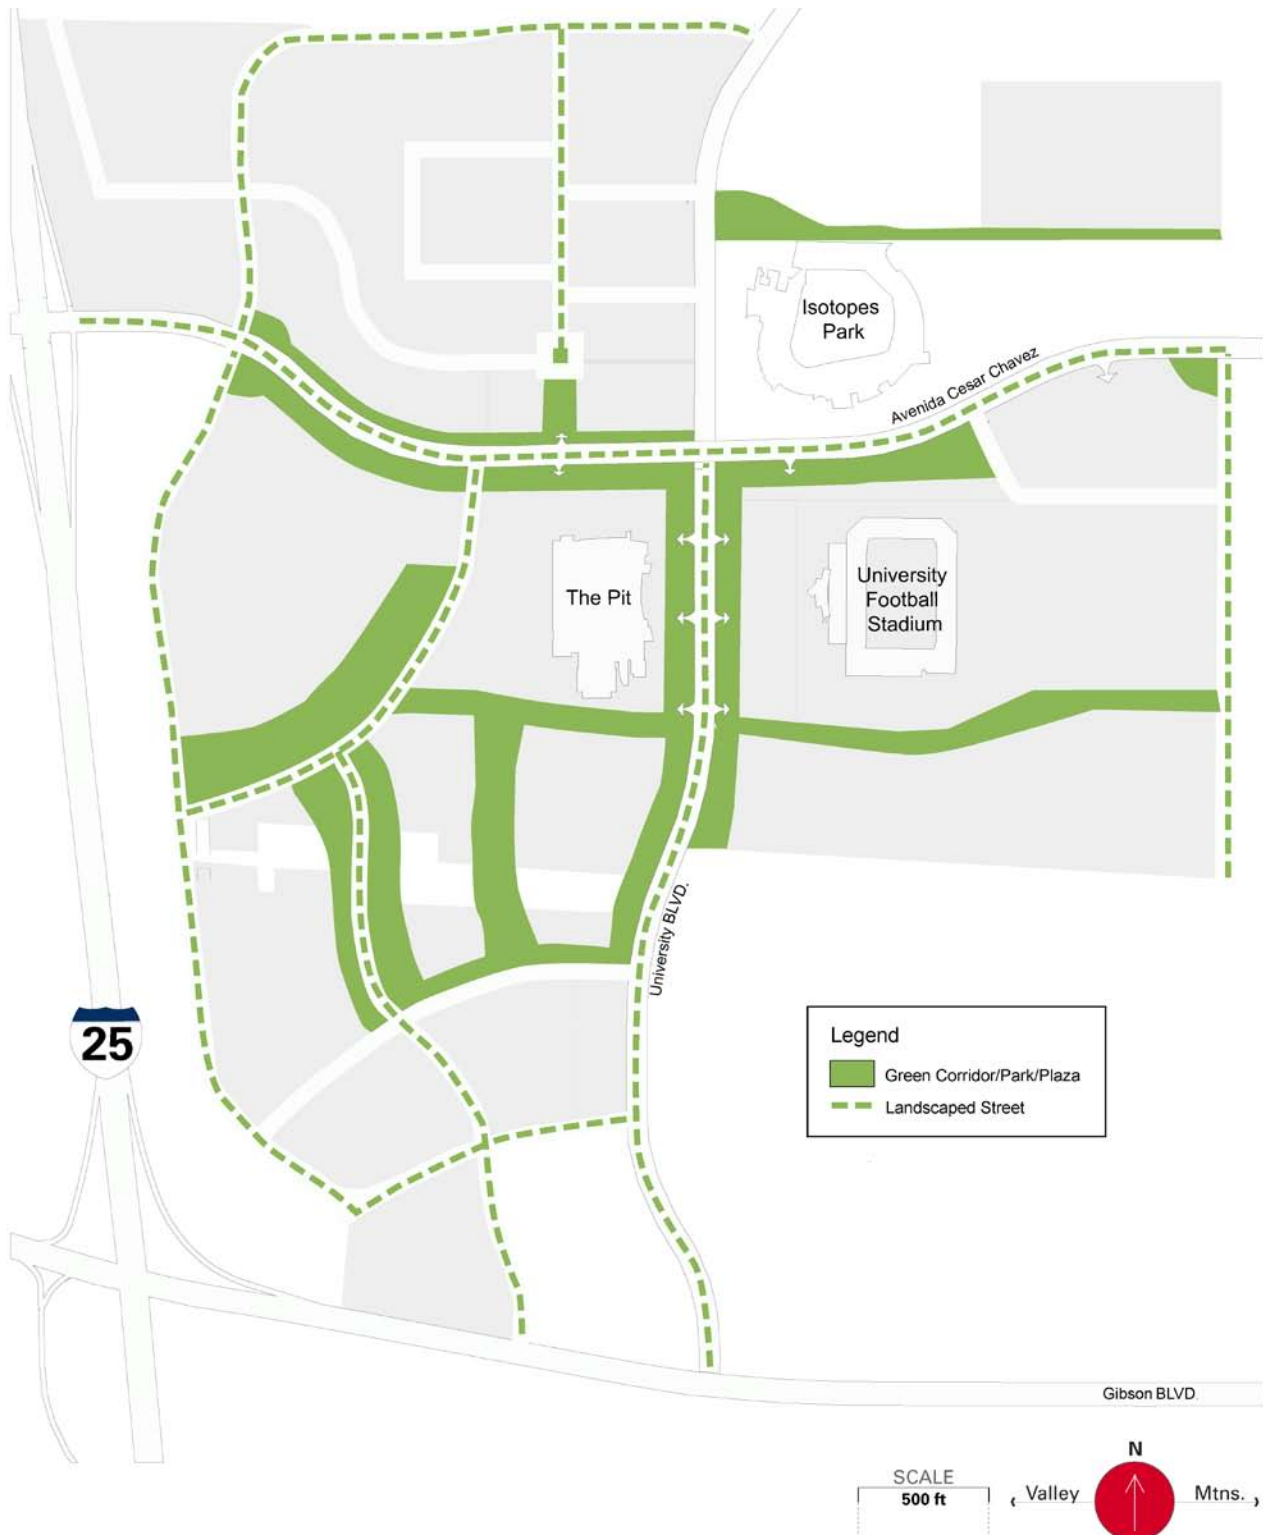 Isotopes
Park
Avenida Cesar Chavez
The Pit
University
Football
Stadium
University BLVD.
25
Legend
Green Corridor/Park/Plaza
Landscaped Street
Gibson BLVD.
N
SCALE
500 ft
Valley
Mtns.